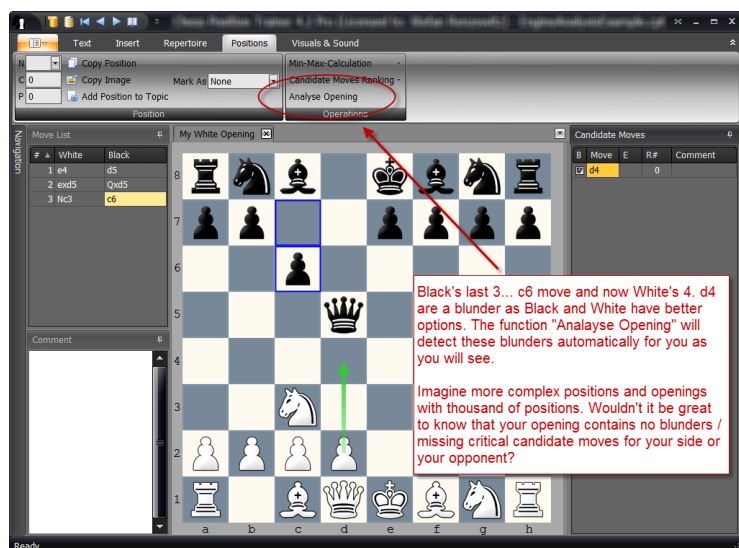 Text Insert Repertoire Positions Visuals & Sound
N Copy Position
C 0 Copy Image Mark As None
P 0 Add Position to Topic
Position
Min-Max-Calculation
Candidate Moves Ranking
Analyse Opening
Operations
Navigation
Move List
# White Black
1 e4 d5
2 exd5 Qxd5
3 Nc3 c6
Comment
My White Opening
8
7
6
5
4
3
2
1
a b c d e f g h
Candidate Moves
B Move E R# Comment
d4 0
Black's last 3... c6 move and now White's 4. d4
are a blunder as Black and White have better
options. The function "Analayse Opening" will
detect these blunders automatically for you as
you will see.
Imagine more complex positions and openings
with thousand of positions. Wouldn't it be great
to know that your opening contains no blunders /
missing critical candidate moves for your side or
your opponent?
Ready